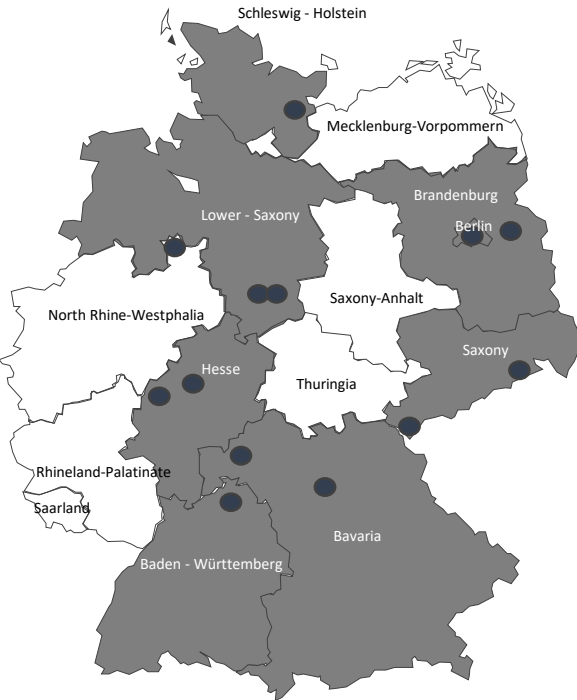 Schleswig - Holstein
Mecklenburg-Vorpommern
Brandenburg
Lower - Saxony
Berlin
Saxony-Anhalt
North Rhine-Westphalia
Saxony
Hesse
Thuringia
Rhineland-Palatinate
Saarland
Bavaria
Baden - Württemberg